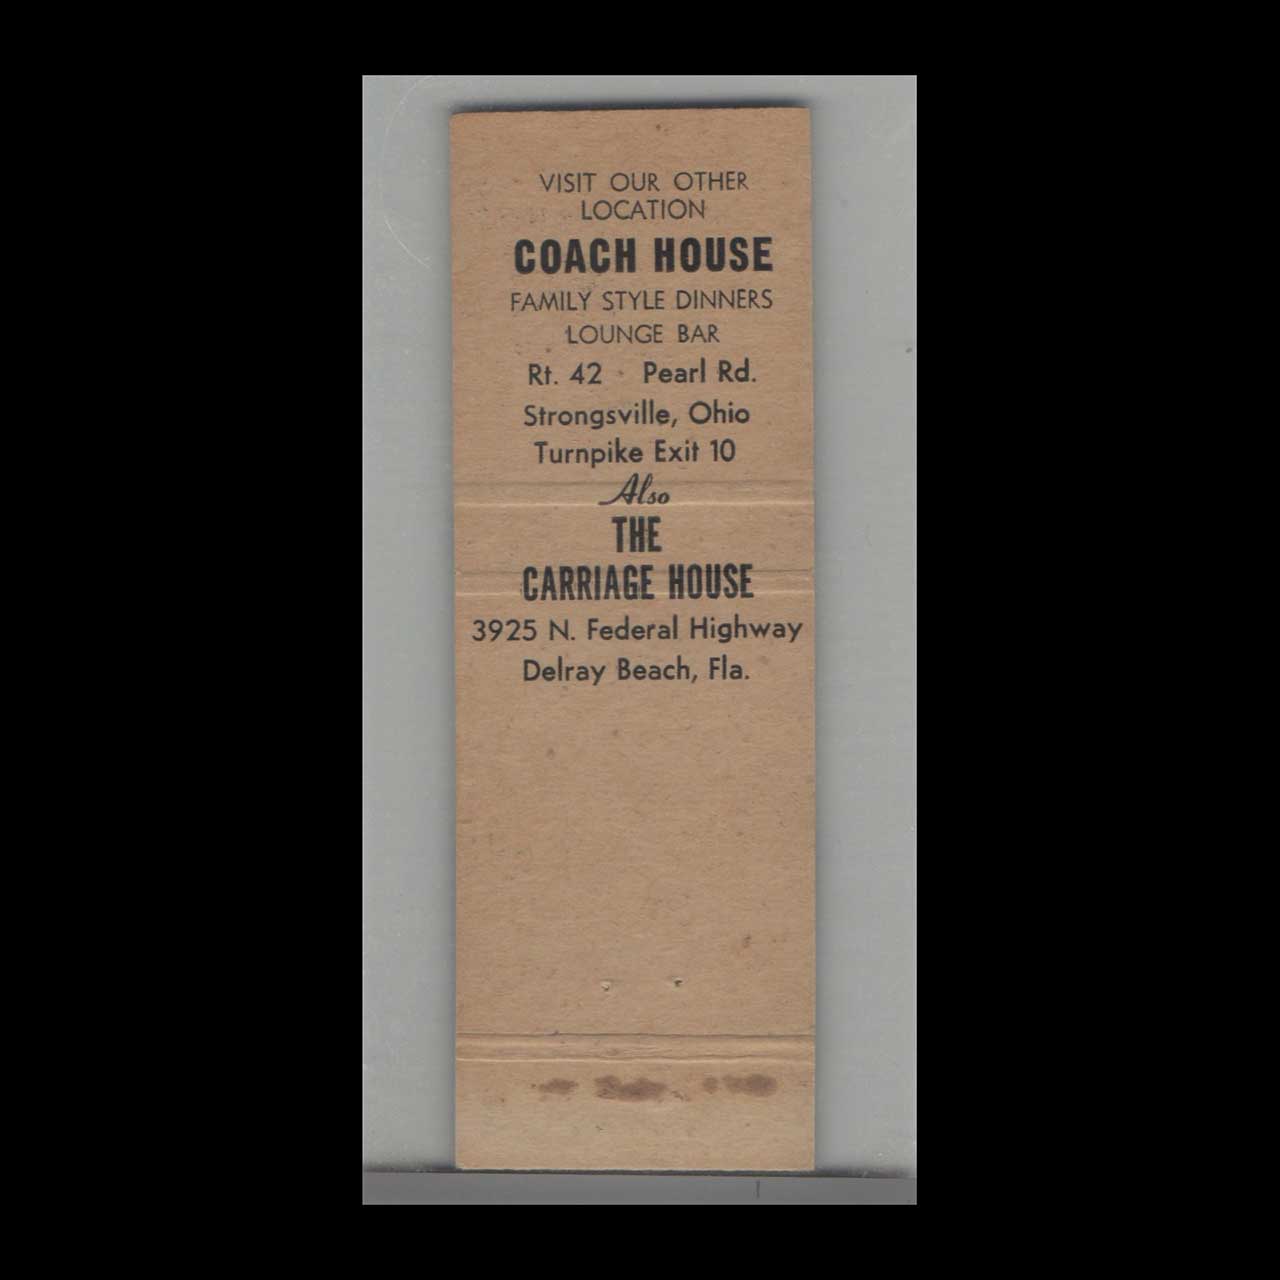 VISIT OUR OTHER
LOCATION
COACH HOUSE
FAMILY STYLE DINNERS
LOUNGE BAR
Rt. 42 Pearl Rd.
Strongsville, Ohio
Turnpike Exit 10
Also
THE
CARRIAGE HOUSE
3925 N. Federal Highway
Delray Beach, Fla.